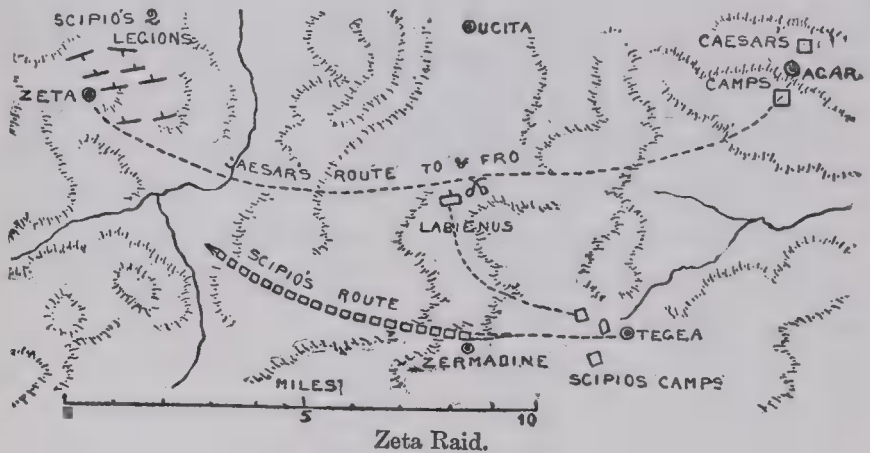 SCIPIO'S 2
LEGIONS
UCITA
CAESARS
AGAR.
CAMPS
ZETA
CAESAR'S ROUTE TO & FRO
LABIENUS
SCIPIO'S ROUTE
TEGEA
ZERMADINE
SCIPIOS CAMPS
MILES
5
10
Zeta Raid.